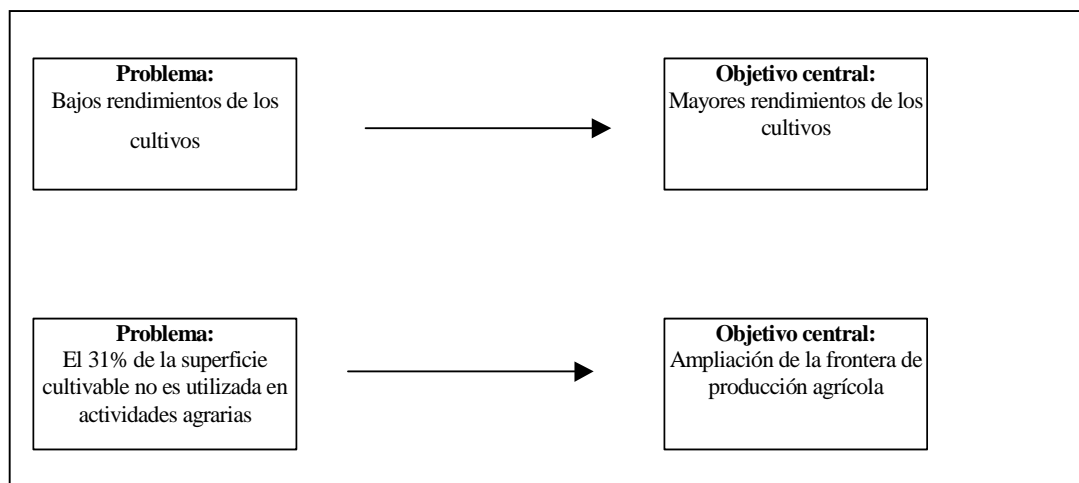 Problema:
Bajos rendimientos de los
cultivos
Objetivo central:
Mayores rendimientos de los
cultivos
Problema:
El 31% de la superficie
cultivable no es utilizada en
actividades agrarias
Objetivo central:
Ampliación de la frontera de
producción agrícola